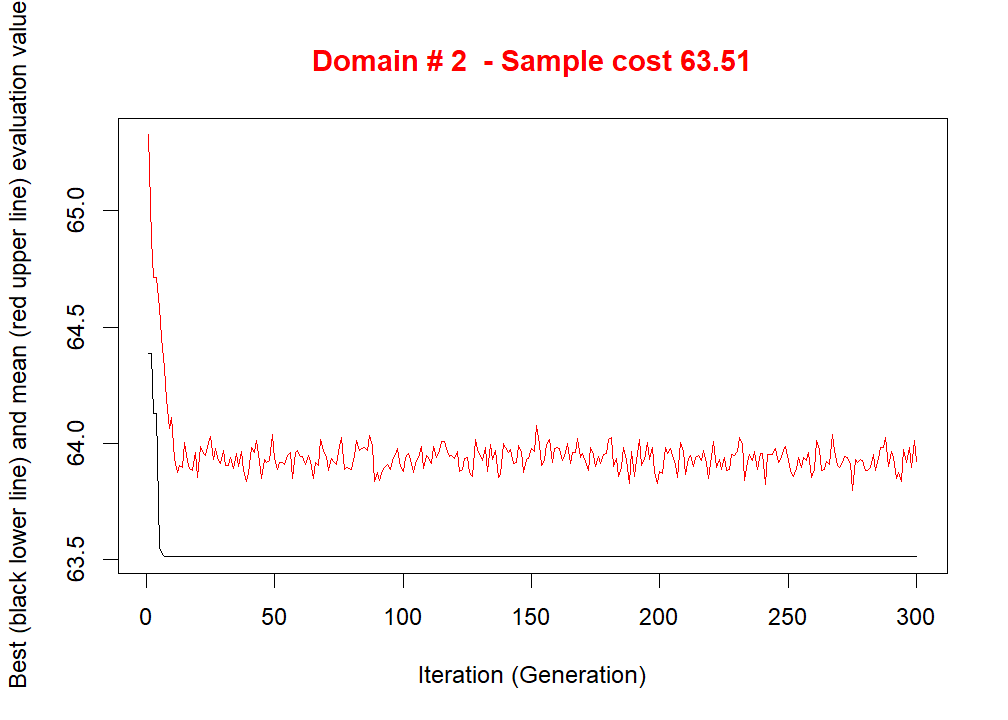 Domain # 2  - Sample cost 63.51
Best (black lower line) and mean (red upper line) evaluation value
65.0
64.5
64.0
63.5
0 50 100 150 200 250 300
Iteration (Generation)